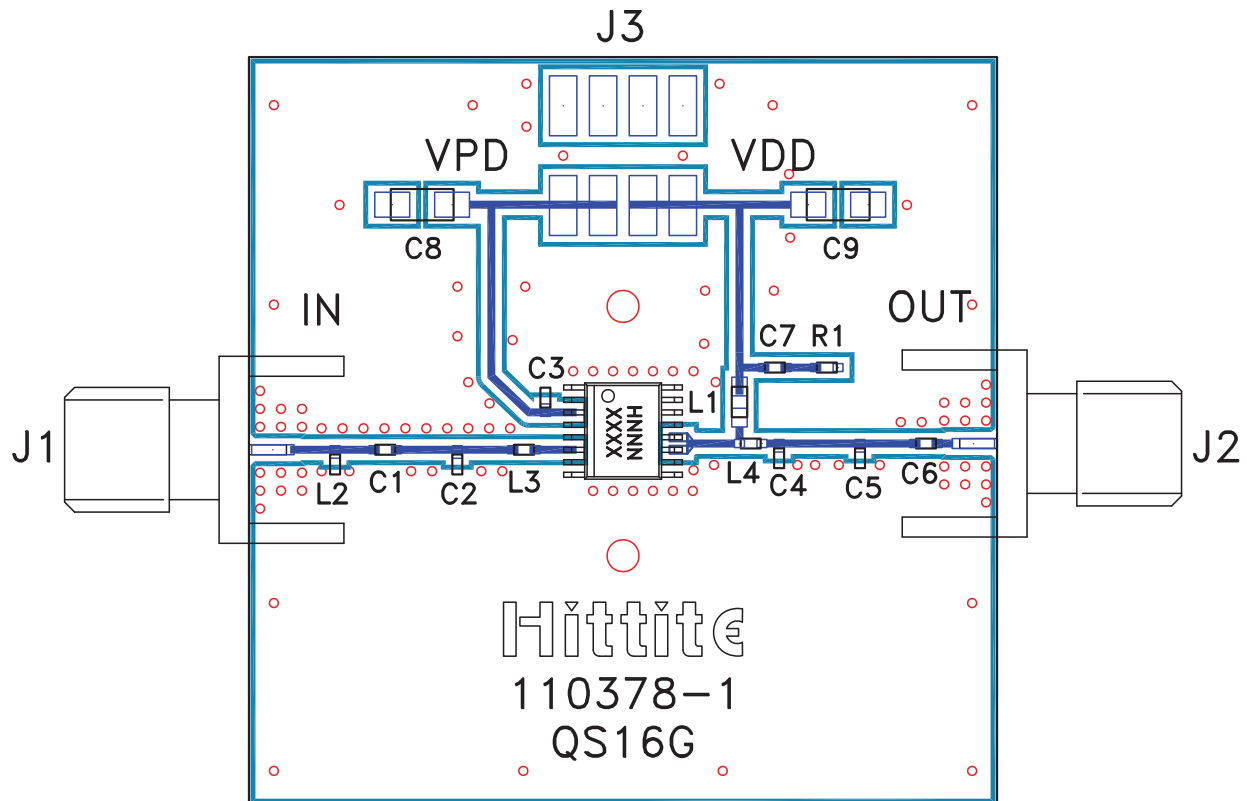 J3
VPD VDD
C8 C9
IN OUT
C7 R1
C3
L1
XXXX
HNNN
J1 J2
L2 C1 C2 L3 L4 C4 C5 C6
Hittite
110378-1
QS16G